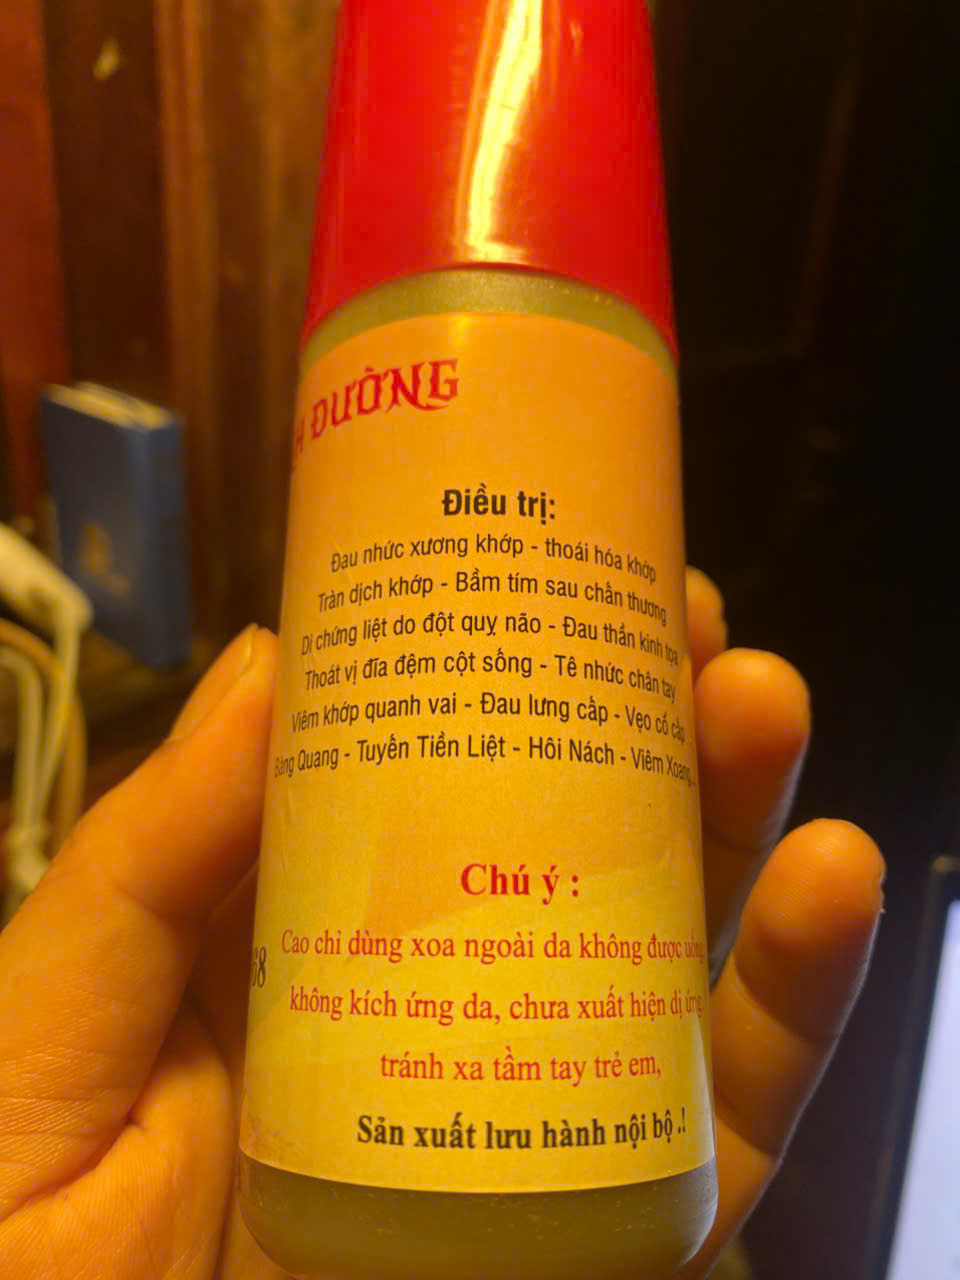 H ĐƯỜNG
Điều trị:
Đau nhức xương khớp - thoái hóa khớp
Tràn dịch khớp - Bầm tím sau chấn thương
Di chứng liệt do đột quỵ não - Đau thần kinh tọa
Thoát vị đĩa đệm cột sống - Tê nhức chân tay
Viêm khớp quanh vai - Đau lưng cấp - Vẹo cổ cấp
Bàng Quang - Tuyến Tiền Liệt - Hôi Nách - Viêm Xoang...
Chú ý :
68
Cao chỉ dùng xoa ngoài da không được uống
không kích ứng da, chưa xuất hiện dị ứng
tránh xa tầm tay trẻ em,
Sản xuất lưu hành nội bộ .!